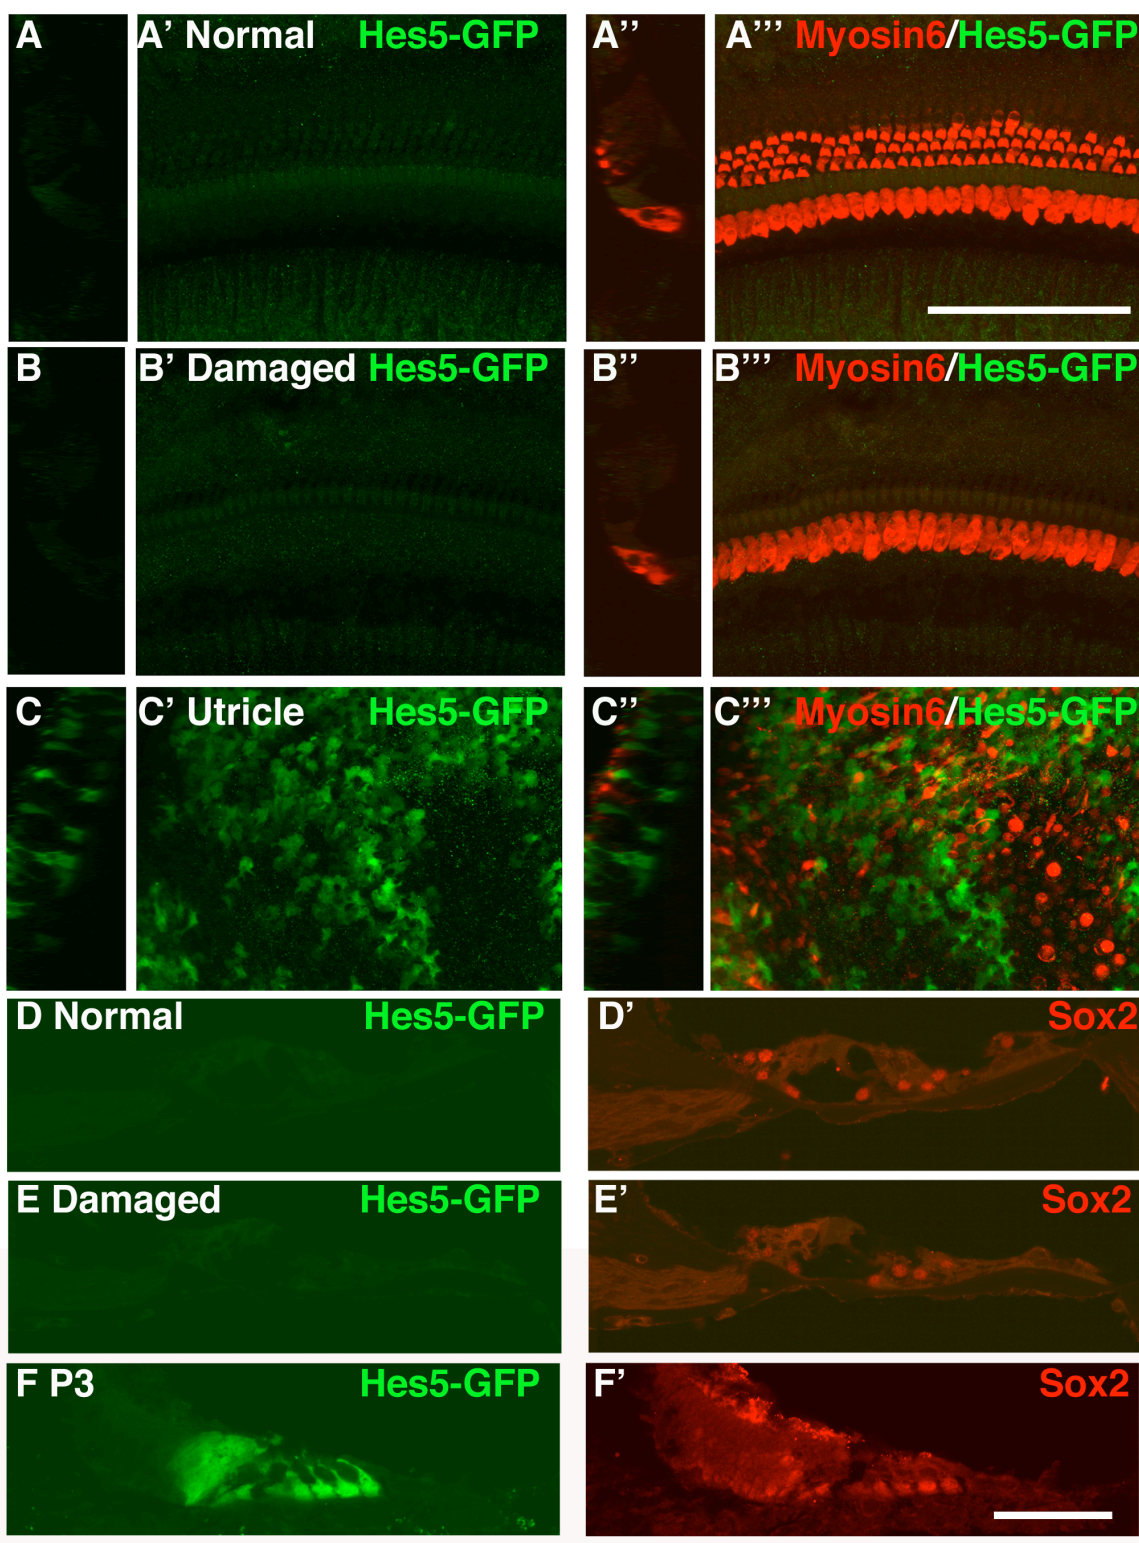 A A’ Normal Hes5-GFP A’’ A’’’ Myosin6/Hes5-GFP
B B’ Damaged Hes5-GFP B’’ B’’’ Myosin6/Hes5-GFP
C C’ Utricle Hes5-GFP C’’ C’’’ Myosin6/Hes5-GFP
D Normal Hes5-GFP D’ Sox2
E Damaged Hes5-GFP E’ Sox2
F P3 Hes5-GFP F’ Sox2